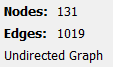 Nodes: 131
Edges: 1019
Undirected Graph